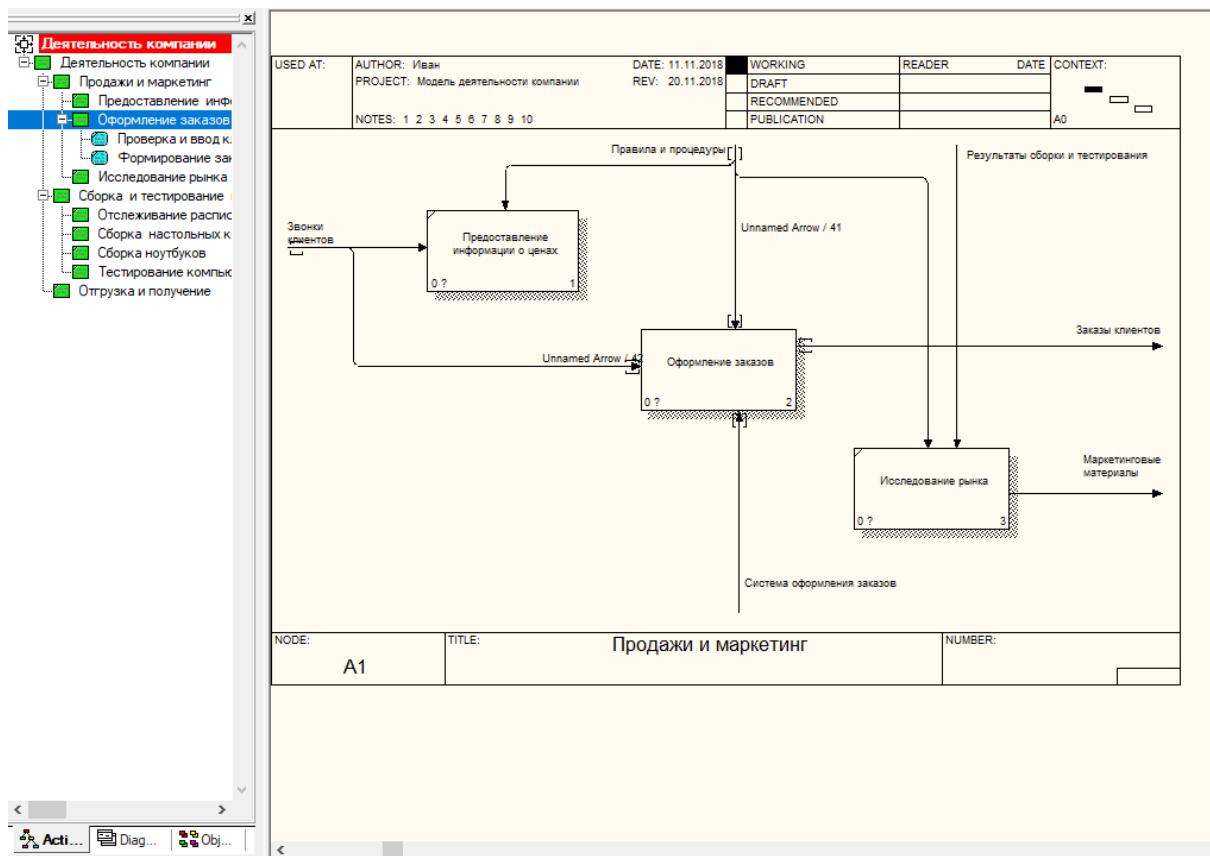 Деятельность компании
Деятельность компании
Продажи и маркетинг
Предоставление инф
Оформление заказов
Проверка и ввод к
Формирование за
Исследование рынка
Сборка и тестирование
Отслеживание распис
Сборка настольных к
Сборка ноутбуков
Тестирование компью
Отгрузка и получение
Acti...
Diag...
Obj...
USED AT:
AUTHOR: Иван
DATE: 11.11.2018
PROJECT: Модель деятельности компании
REV: 20.11.2018
NOTES: 1 2 3 4 5 6 7 8 9 10
WORKING
DRAFT
RECOMMENDED
PUBLICATION
READER
DATE
CONTEXT:
A0
Правила и процедуры
Результаты сборки и тестирования
Звонки
клиентов
Предоставление
информации о ценах
0 ?
1
Unnamed Arrow / 41
Unnamed Arrow / 42
Оформление заказов
0 ?
2
Заказы клиентов
Исследование рынка
0 ?
3
Маркетинговые
материалы
Система оформления заказов
NODE:
A1
TITLE:
Продажи и маркетинг
NUMBER: